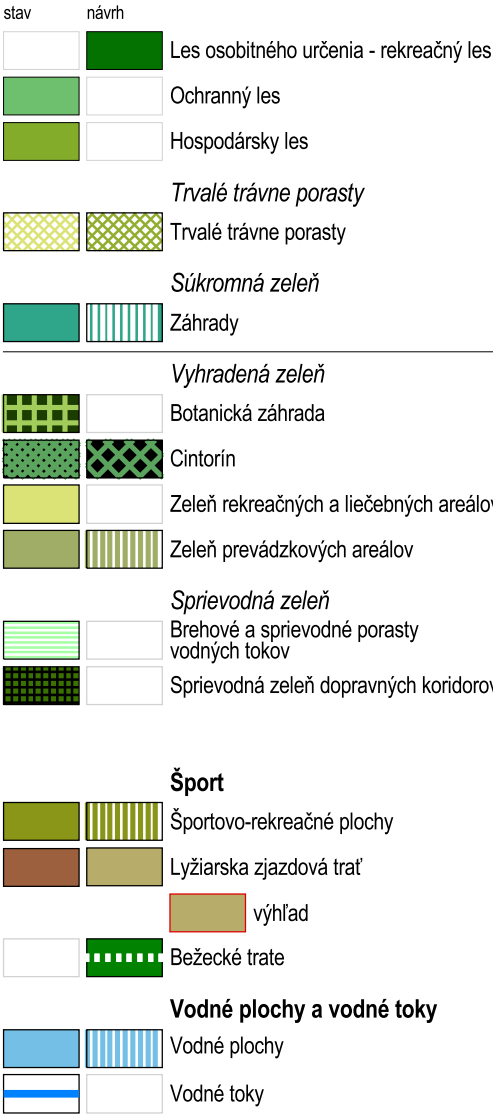 stav návrh
Les osobitného určenia - rekreačný les
Ochranný les
Hospodársky les
Trvalé trávne porasty
Trvalé trávne porasty
Súkromná zeleň
Záhrady
Vyhradená zeleň
Botanická záhrada
Cintorín
Zeleň rekreačných a liečebných areálov
Zeleň prevádzkových areálov
Sprievodná zeleň
Brehové a sprievodné porasty
vodných tokov
Sprievodná zeleň dopravných koridorov
Šport
Športovo-rekreačné plochy
Lyžiarska zjazdová trať
výhľad
Bežecké trate
Vodné plochy a vodné toky
Vodné plochy
Vodné toky